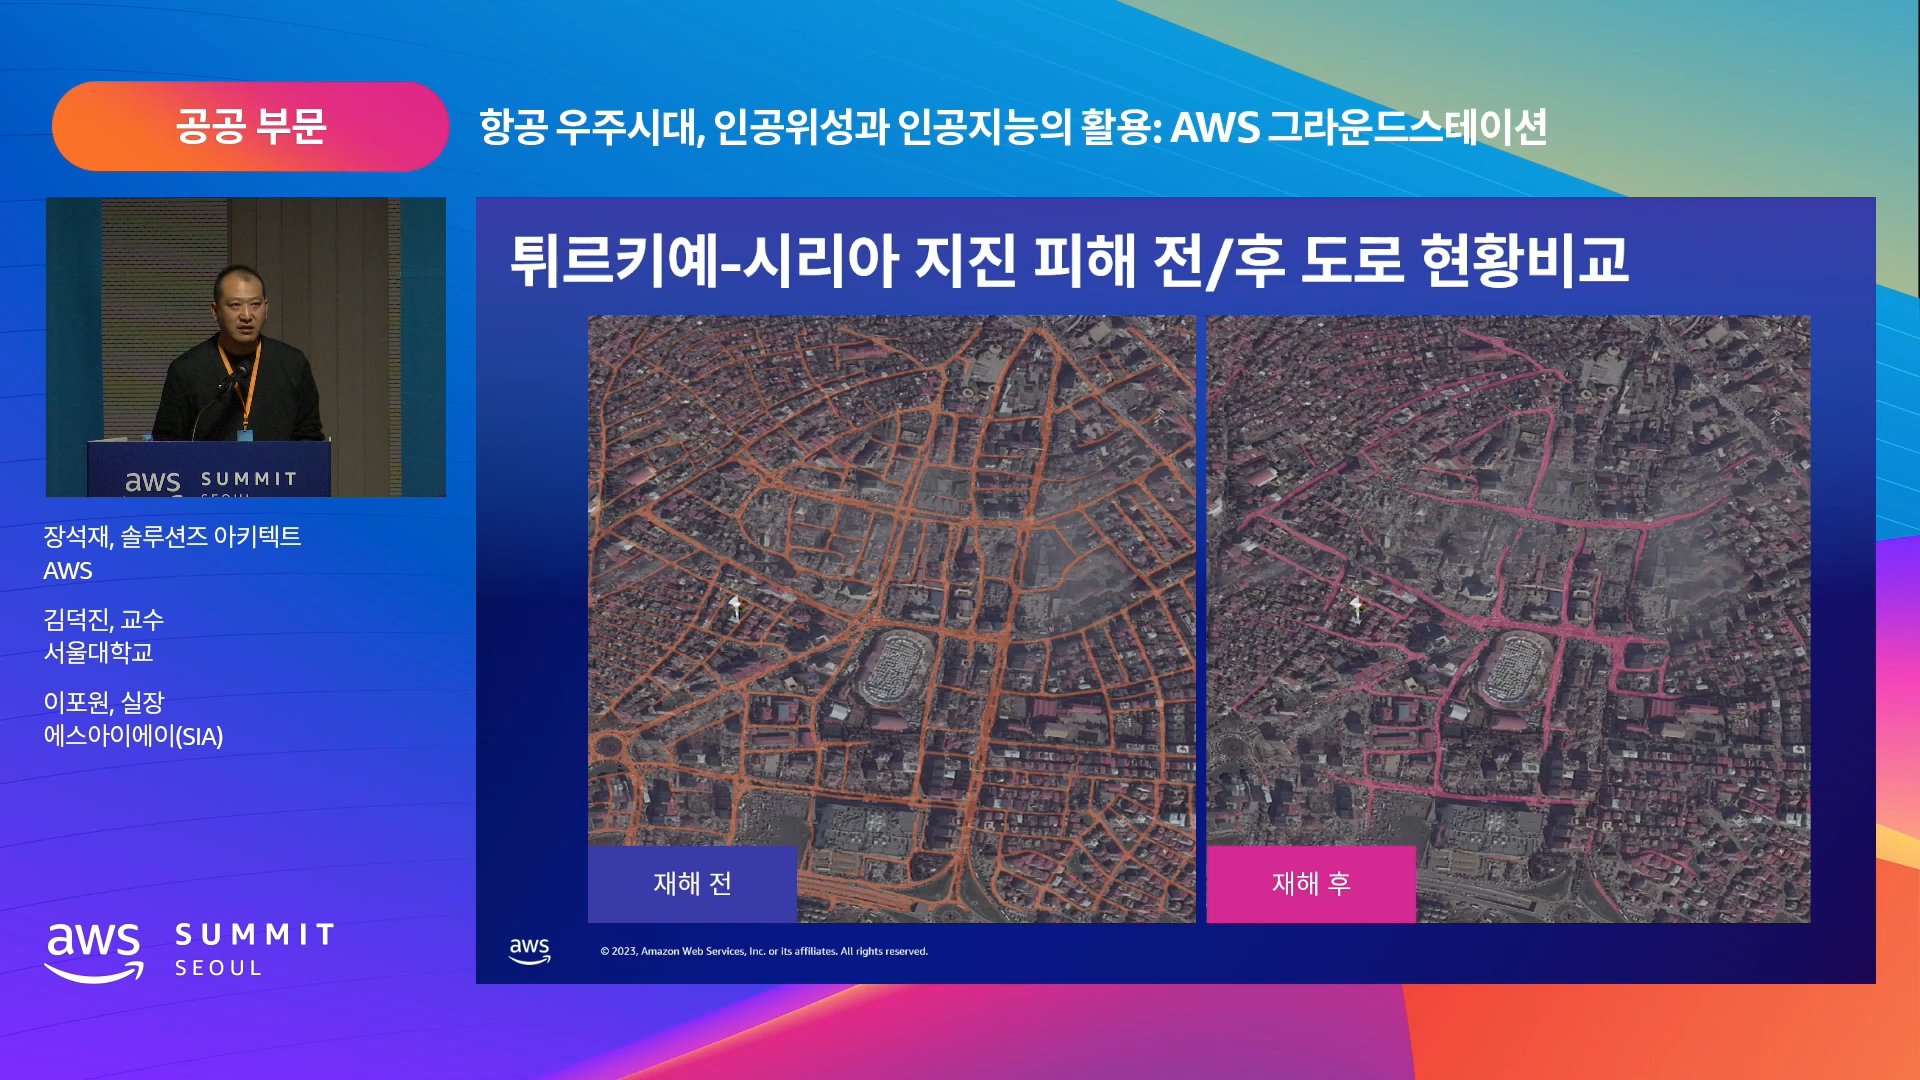 공공 부문
항공 우주시대, 인공위성과 인공지능의 활용: AWS 그라운드스테이션
튀르키예-시리아 지진 피해 전/후 도로 현황비교
aws SUMMIT
SEOUL
장석재, 솔루션즈 아키텍트
AWS
김덕진, 교수
서울대학교
이포원, 실장
에스아이에이(SIA)
재해 전
재해 후
aws SUMMIT
SEOUL
aws
© 2023, Amazon Web Services, Inc. or its affiliates. All rights reserved.